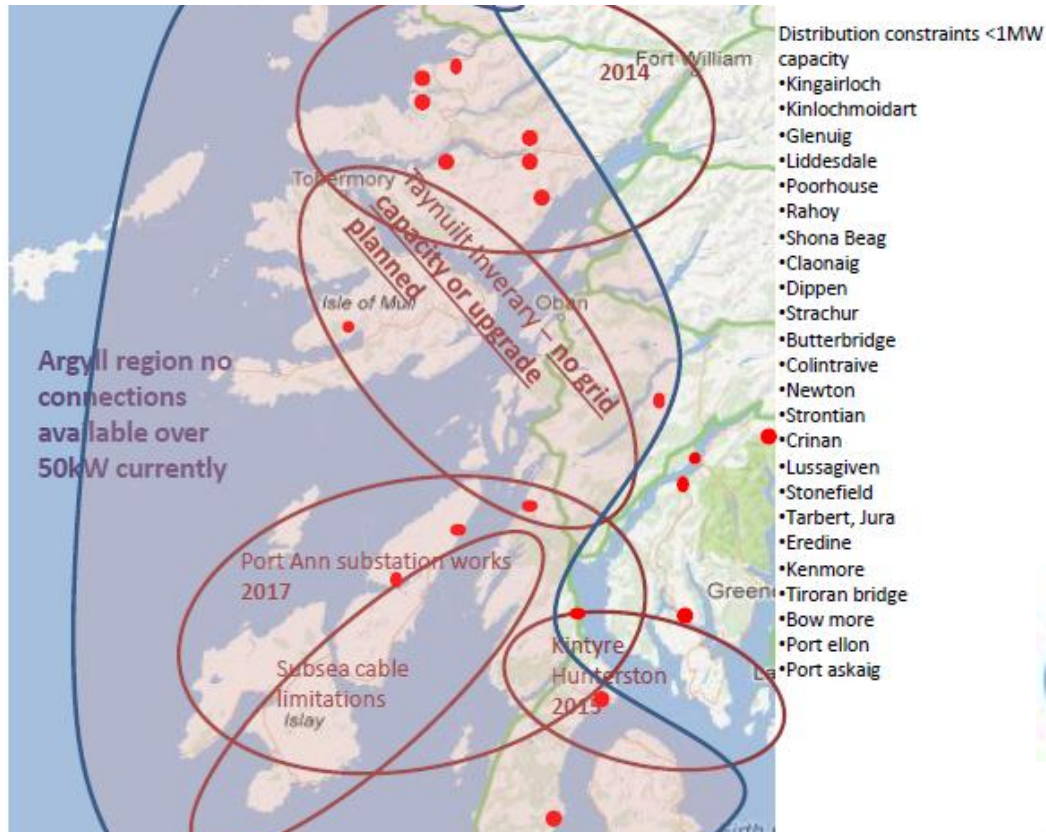 2014
Fort William
Tobermory
Taynuilt Inverary – no grid
capacity or upgrade
planned
Isle of Mull
Oban
Argyll region no
connections
available over
50kW currently
Port Ann substation works
2017
Subsea cable
limitations
Islay
Kintyre
Hunterston
2015
Green
La
irth
Distribution constraints <1MW
capacity
•Kingairloch
•Kinlochmoidart
•Glenuig
•Liddesdale
•Poorhouse
•Rahoy
•Shona Beag
•Claonaig
•Dippen
•Strachur
•Butterbridge
•Colintraive
•Newton
•Strontian
•Crinan
•Lussagiven
•Stonefield
•Tarbert, Jura
•Eredine
•Kenmore
•Tiroran bridge
•Bow more
•Port ellon
•Port askaig